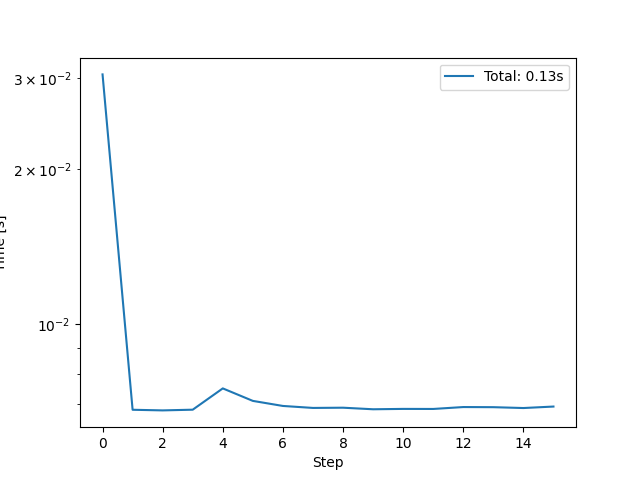 Total: 0.13s
3 × 10⁻²
2 × 10⁻²
10⁻²
[s]
0 2 4 6 8 10 12 14
Step